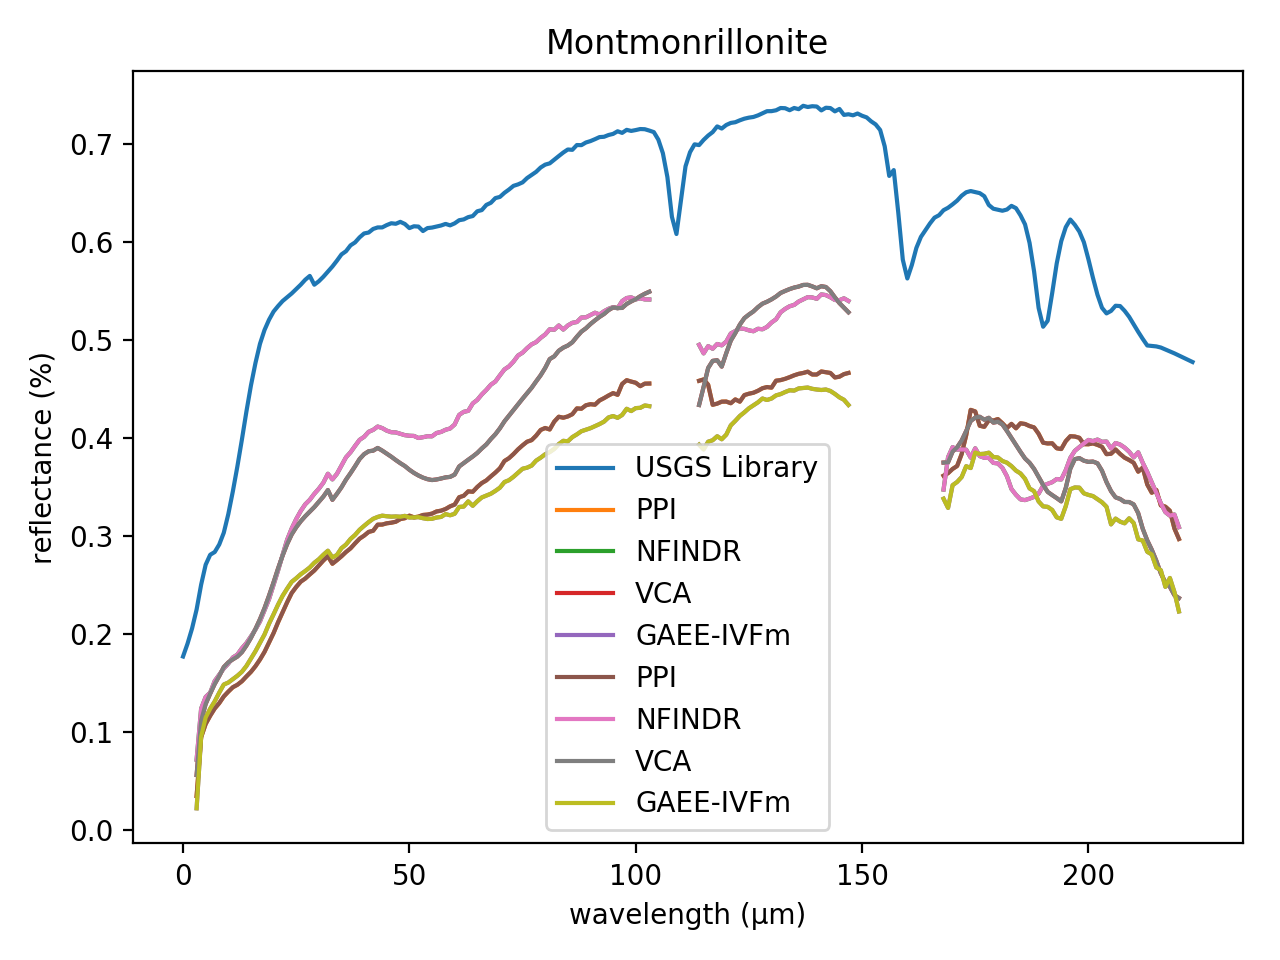 Montmonrillonite
reflectance (%)
0.7
0.6
0.5
0.4
0.3
0.2
0.1
0.0
USGS Library
PPI
NFINDR
VCA
GAEE-IVFm
PPI
NFINDR
VCA
GAEE-IVFm
0 50 100 150 200
wavelength (μm)